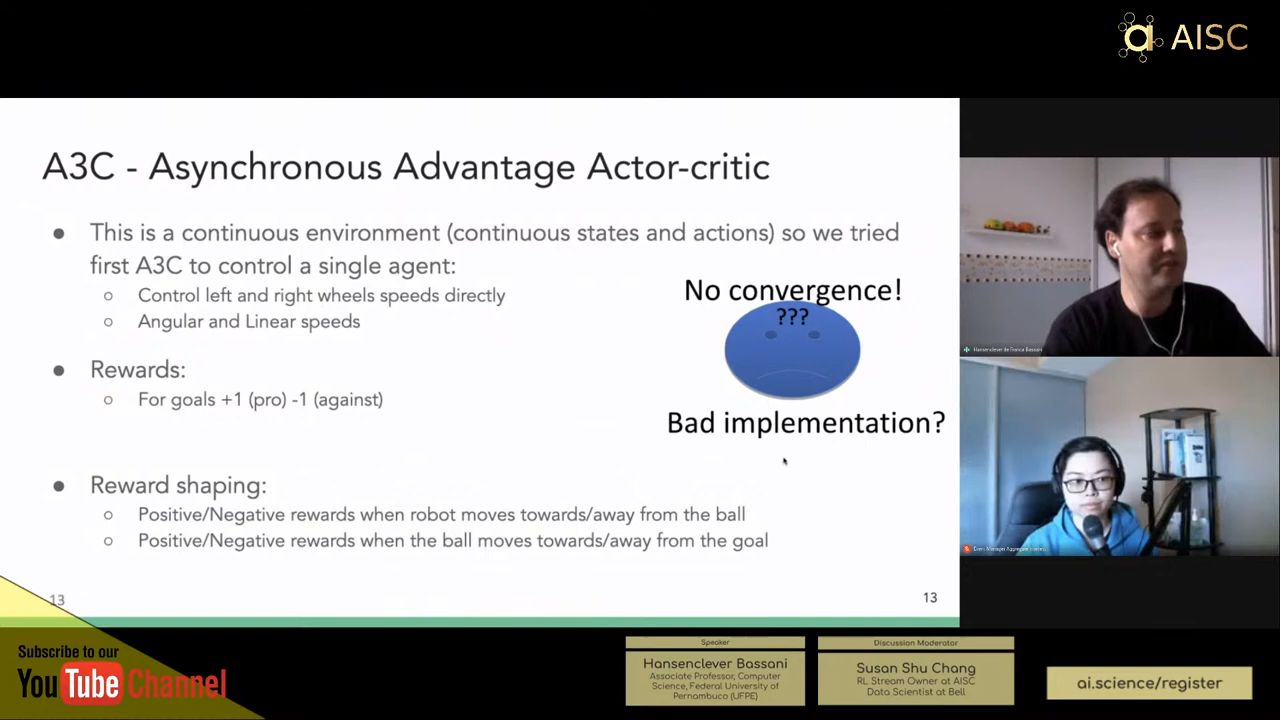 AISC
A3C - Asynchronous Advantage Actor-critic
This is a continuous environment (continuous states and actions) so we tried
first A3C to control a single agent:
Control left and right wheels speeds directly
Angular and Linear speeds
Rewards:
For goals +1 (pro) -1 (against)
No convergence!
???
Bad implementation?
Reward shaping:
Positive/Negative rewards when robot moves towards/away from the ball
Positive/Negative rewards when the ball moves towards/away from the goal
13
13
Hansenclever de Franca Bassani
Subscribe to our
YouTube Channel
Speaker
Hansenclever Bassani
Associate Professor, Computer
Science, Federal University of
Pernambuco (UFPE)
Discussion Moderator
Susan Shu Chang
RL Stream Owner at AISC
Data Scientist at Bell
ai.science/register